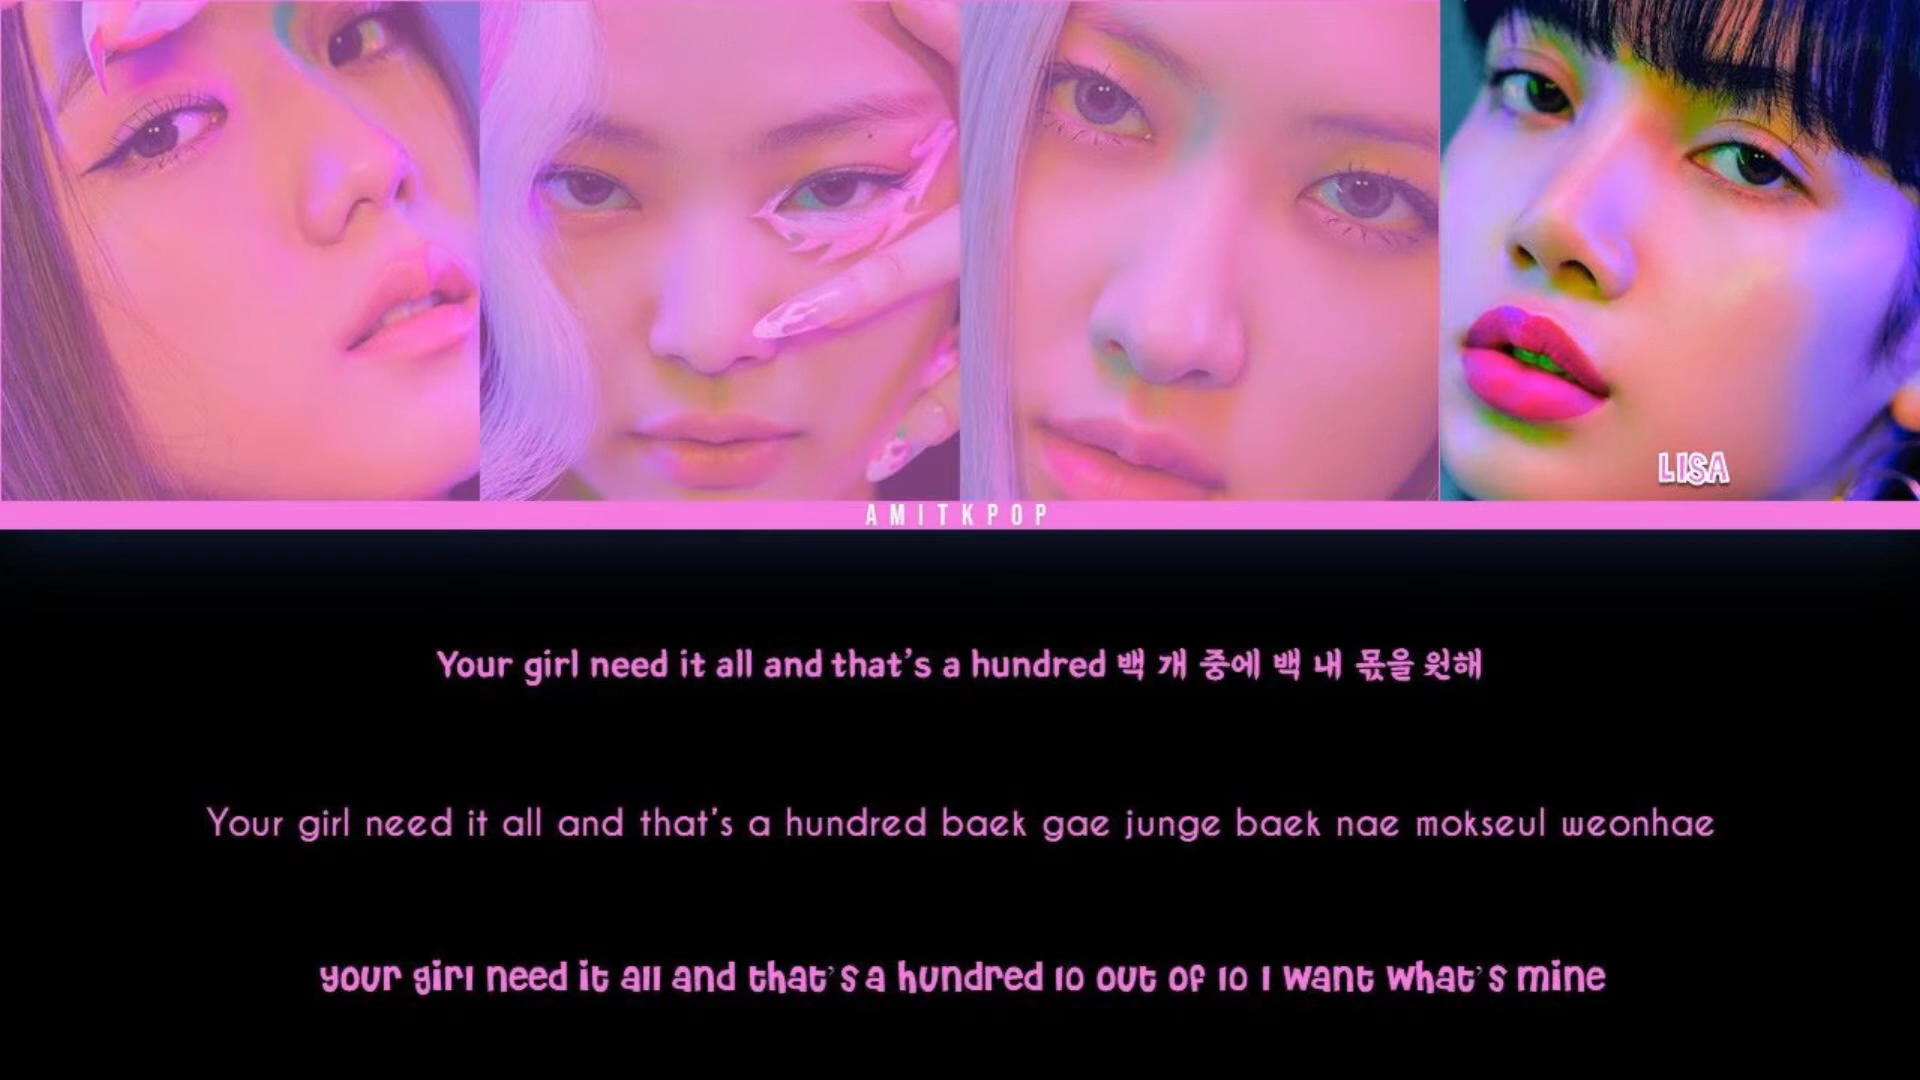 LISA
AMITKPOP
Your girl need it all and that's a hundred 백 개 중에 백 내 몫을 원해
Your girl need it all and that's a hundred baek gae junge baek nae mokseul weonhae
your girl need it all and that's a hundred 10 out of 10 I want what's mine